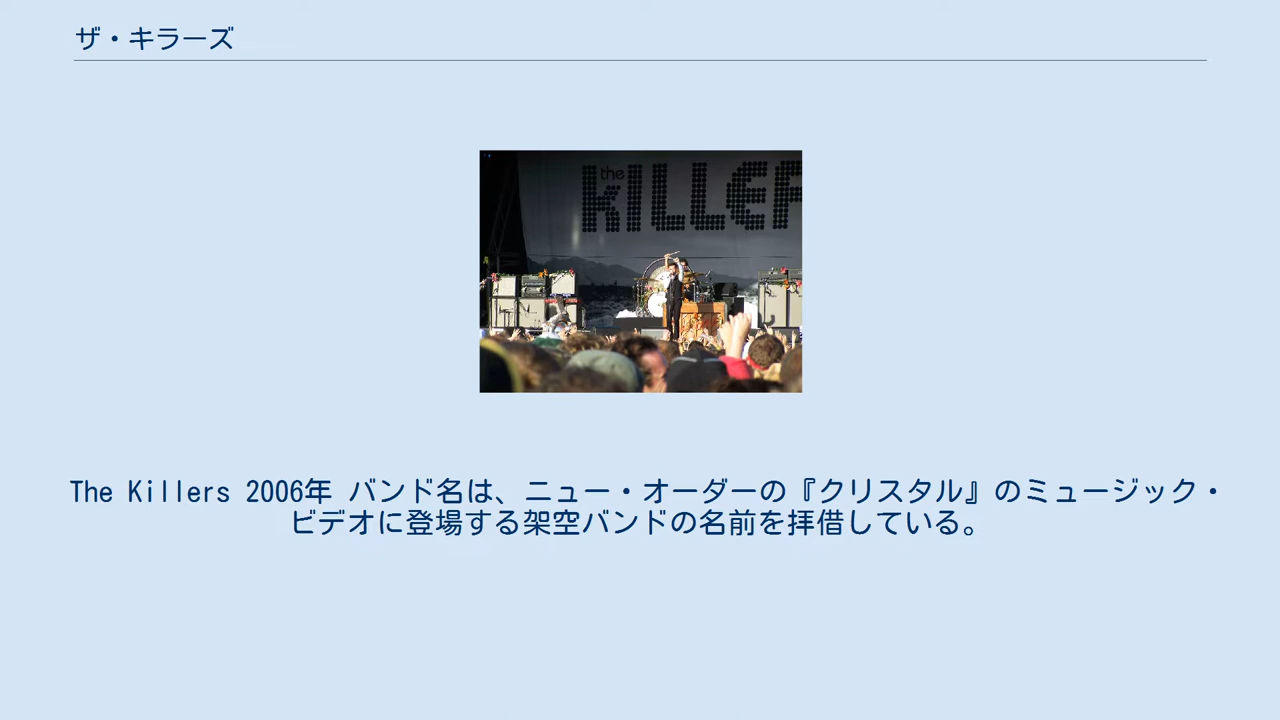 ザ・キラーズ
the
KILLER
The Killers 2006年 バンド名は、ニュー・オーダーの『クリスタル』のミュージック・
ビデオに登場する架空バンドの名前を拝借している。